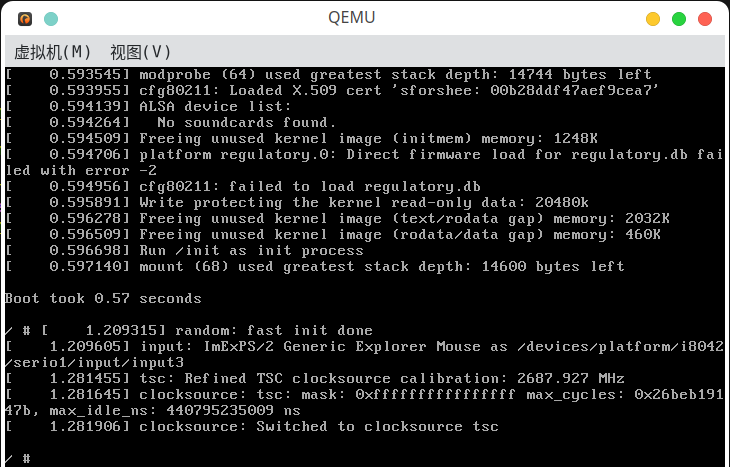 QEMU
虚拟机(M) 视图(V)
[    0.593545] modprobe (64) used greatest stack depth: 14744 bytes left
[    0.593955] cfg80211: Loaded X.509 cert 'sforshee: 00b28ddf47aef9cea7'
[    0.594139] ALSA device list:
[    0.594264]   No soundcards found.
[    0.594509] Freeing unused kernel image (initmem) memory: 1248K
[    0.594706] platform regulatory.0: Direct firmware load for regulatory.db fai
led with error -2
[    0.594956] cfg80211: failed to load regulatory.db
[    0.595891] Write protecting the kernel read-only data: 20480k
[    0.596278] Freeing unused kernel image (text/rodata gap) memory: 2032K
[    0.596509] Freeing unused kernel image (rodata/data gap) memory: 460K
[    0.596698] Run /init as init process
[    0.597140] mount (68) used greatest stack depth: 14600 bytes left
Boot took 0.57 seconds
/ # [    1.209315] random: fast init done
[    1.209605] input: ImExPS/2 Generic Explorer Mouse as /devices/platform/i8042
/serio1/input/input3
[    1.281455] tsc: Refined TSC clocksource calibration: 2687.927 MHz
[    1.281645] clocksource: tsc: mask: 0xffffffffffffffff max_cycles: 0x26beb191
47b, max_idle_ns: 440795235009 ns
[    1.281906] clocksource: Switched to clocksource tsc
/ #